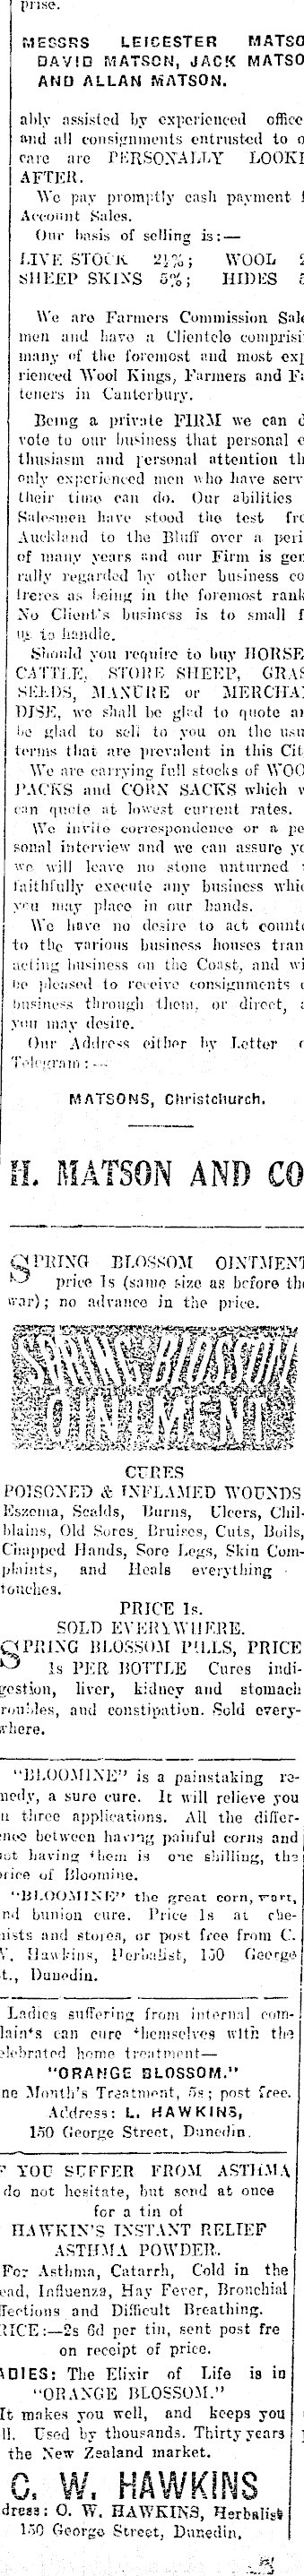 prise.
MESSRS LEICESTER MATSO
DAVID MATSON, JACK MATSO
AND ALLAN MATSON.
ably assisted by experienced office
and all consignments entrusted to o
care are PERSONALLY LOOKE
AFTER.
We pay promptly cash payment f
Account Sales.
Our basis of selling is:—
LIVE STOCK 2½%; WOOL 2
SHEEP SKINS 5%; HIDES 5
We are Farmers Commission Sale
men and have a Clientele comprisi
many of the foremost and most exp
rienced Wool Kings, Farmers and Fa
teners in Canterbury.
Being a private FIRM we can d
vote to our business that personal e
thusiasm and personal attention th
only experienced men who have serv
their time can do. Our abilities
Salesmen have stood the test fro
Auckland to the Bluff over a peri
of many years and our Firm is gen
rally regarded by other business co
freres as being in the foremost rank
No Client's business is to small f
us to handle.
Should you require to buy HORSE
CATTLE, STORE SHEEP, GRAS
SEEDS, MANURE or MERCHA
DISE, we shall be glad to quote an
be glad to sell to you on the usu
terms that are prevalent in this Cit
We are carrying full stocks of WOO
PACKS and CORN SACKS which w
can quote at lowest current rates.
We invite correspondence or a pe
sonal interview and we can assure yo
we will leave no stone unturned t
faithfully execute any business whic
you may place in our hands.
We have no desire to act counte
to the various business houses tran
acting business on the Coast, and wi
be pleased to receive consignments o
business through them, or direct, a
you may desire.
Our Address either by Letter o
Telegram:—
MATSONS, Christchurch.
H. MATSON AND CO
SPRING BLOSSOM OINTMENT
price 1s (same size as before the
war); no advance in the price.
SPRING BLOSSOM
OINTMENT
CURES
POISONED & INFLAMED WOUNDS
Eszema, Scalds, Burns, Ulcers, Chil-
blains, Old Sores, Bruises, Cuts, Boils,
Chapped Hands, Sore Legs, Skin Com-
plaints, and Heals everything
touches.
PRICE 1s.
SOLD EVERYWHERE.
SPRING BLOSSOM PILLS, PRICE
1s PER BOTTLE Cures indi-
gestion, liver, kidney and stomach
roubles, and constipation. Sold every-
where.
"BLOOMINE" is a painstaking re-
nedy, a sure cure. It will relieve you
n three applications. All the differ-
ence between having painful corns and
not having them is one shilling, the
price of Bloomine.
"BLOOMINE" the great corn, wart,
nd bunion cure. Price 1s at che-
nists and stores, or post free from C.
W. Hawkins, Herbalist, 150 George
t., Dunedin.
Ladies suffering from internal com-
laints can cure themselves with the
elebrated home treatment—
"ORANGE BLOSSOM."
ne Month's Treatment, 5s; post free.
Address: L. HAWKINS,
150 George Street, Dunedin.
F YOU SUFFER FROM ASTHMA
do not hesitate, but send at once
for a tin of
HAWKIN'S INSTANT RELIEF
ASTHMA POWDER.
For Asthma, Catarrh, Cold in the
ead, Influenza, Hay Fever, Bronchial
ffections and Difficult Breathing.
RICE:—2s 6d per tin, sent post fre
on receipt of price.
ADIES: The Elixir of Life is in
"ORANGE BLOSSOM."
It makes you well, and keeps you
ll. Used by thousands. Thirty years
the New Zealand market.
C. W. HAWKINS
dress: C. W. HAWKINS, Herbalist
150 George Street, Dunedin.